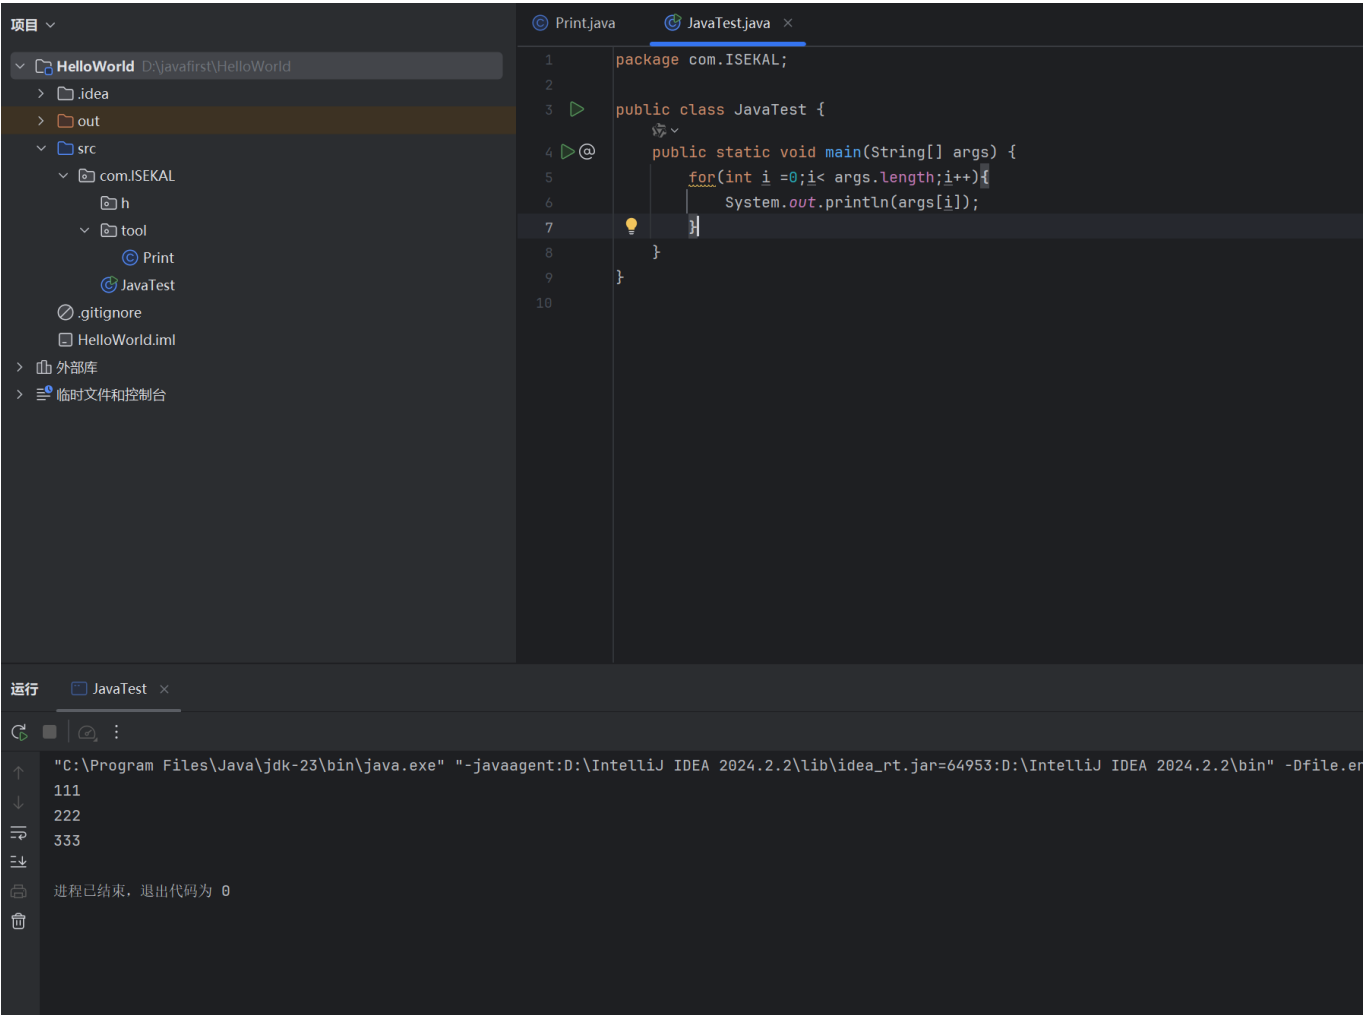 项目
HelloWorld D:\javafirst\HelloWorld
.idea
out
src
com.ISEKAL
h
tool
Print
JavaTest
.gitignore
HelloWorld.iml
外部库
临时文件和控制台
Print.java JavaTest.java
1 package com.ISEKAL;
2
3 public class JavaTest {
4 public static void main(String[] args) {
5 for(int i =0;i< args.length;i++){
6 System.out.println(args[i]);
7 }
8 }
9 }
10
运行 JavaTest
"C:\Program Files\Java\jdk-23\bin\java.exe" "-javaagent:D:\IntelliJ IDEA 2024.2.2\lib\idea_rt.jar=64953:D:\IntelliJ IDEA 2024.2.2\bin" -Dfile.en
111
222
333
进程已结束，退出代码为 0